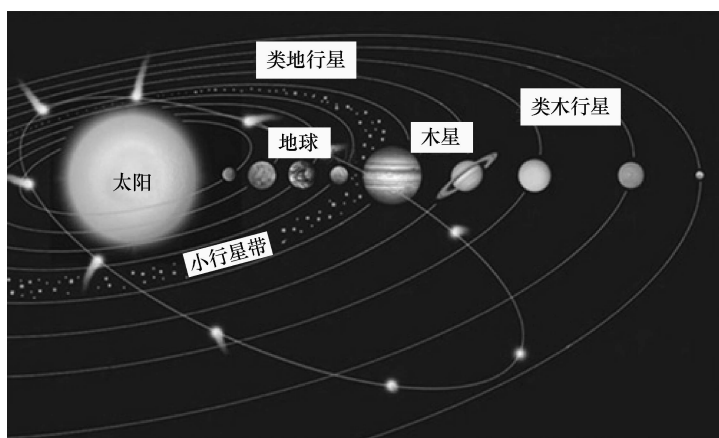 类地行星
类木行星
地球
木星
太阳
小行星带